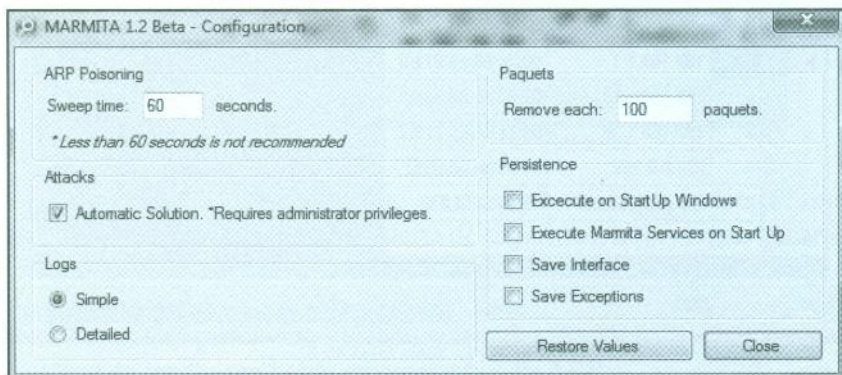 MARMITA 1.2 Beta - Configuration
ARP Poisoning
Sweep time: 60 seconds.
* Less than 60 seconds is not recommended
Attacks
Automatic Solution. *Requires administrator privileges.
Logs
Simple
Detailed
Paquets
Remove each: 100 paquets.
Persistence
Excecute on StartUp Windows
Execute Marmita Services on Start Up
Save Interface
Save Exceptions
Restore Values
Close